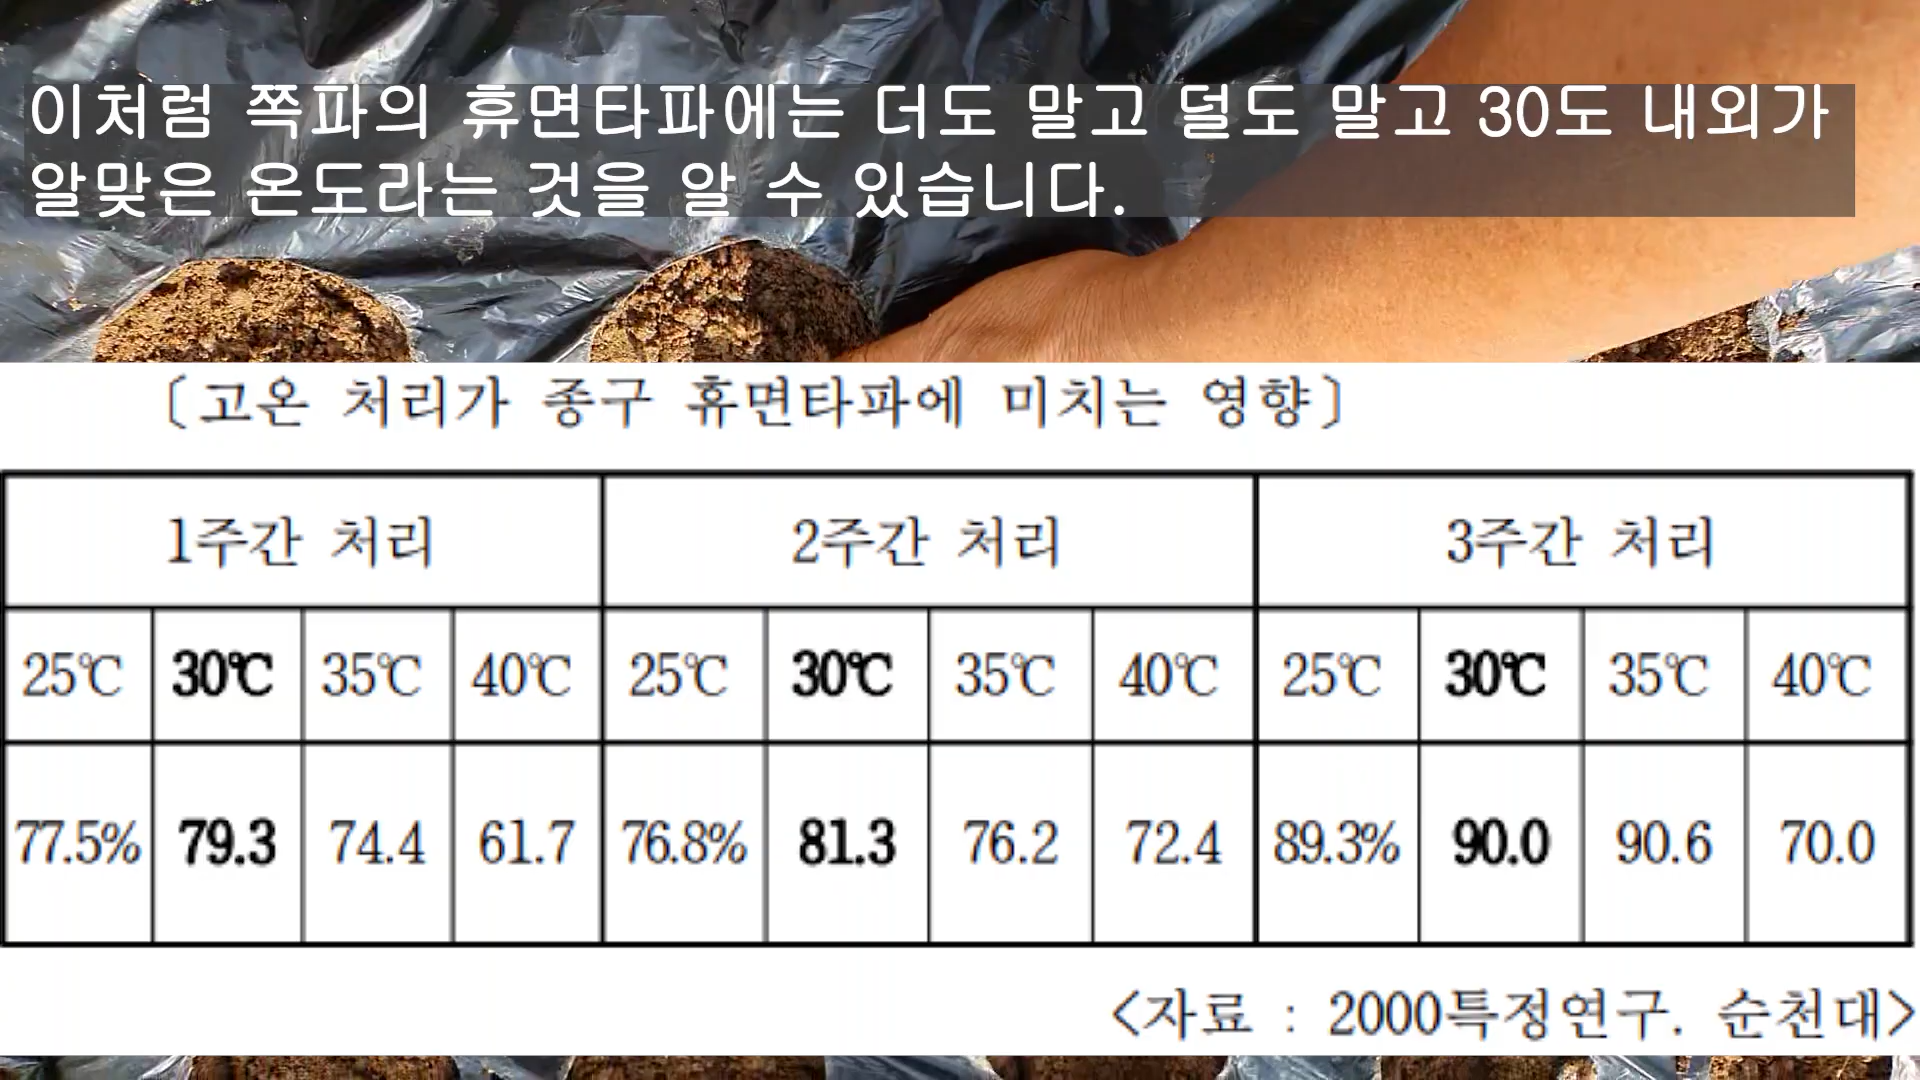 이처럼 쪽파의 휴면타파에는 더도 말고 덜도 말고 30도 내외가
알맞은 온도라는 것을 알 수 있습니다.
〔고온 처리가 종구 휴면타파에 미치는 영향〕
1주간 처리 2주간 처리 3주간 처리
25℃ 30℃ 35℃ 40℃ 25℃ 30℃ 35℃ 40℃ 25℃ 30℃ 35℃ 40℃
77.5% 79.3 74.4 61.7 76.8% 81.3 76.2 72.4 89.3% 90.0 90.6 70.0
<자료 : 2000특정연구. 순천대>